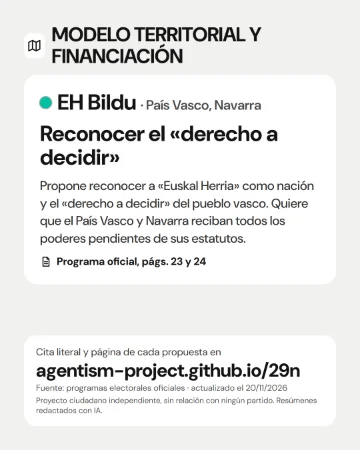 MODELO TERRITORIAL Y
FINANCIACIÓN
EH Bildu · País Vasco, Navarra
Reconocer el «derecho a
decidir»
Propone reconocer a «Euskal Herria» como nación
y el «derecho a decidir» del pueblo vasco. Quiere
que el País Vasco y Navarra reciban todos los
poderes pendientes de sus estatutos.
Programa oficial, págs. 23 y 24
Cita literal y página de cada propuesta en
agentism-project.github.io/29n
Fuente: programas electorales oficiales · actualizado el 20/11/2026
Proyecto ciudadano independiente, sin relación con ningún partido. Resúmenes
redactados con IA.